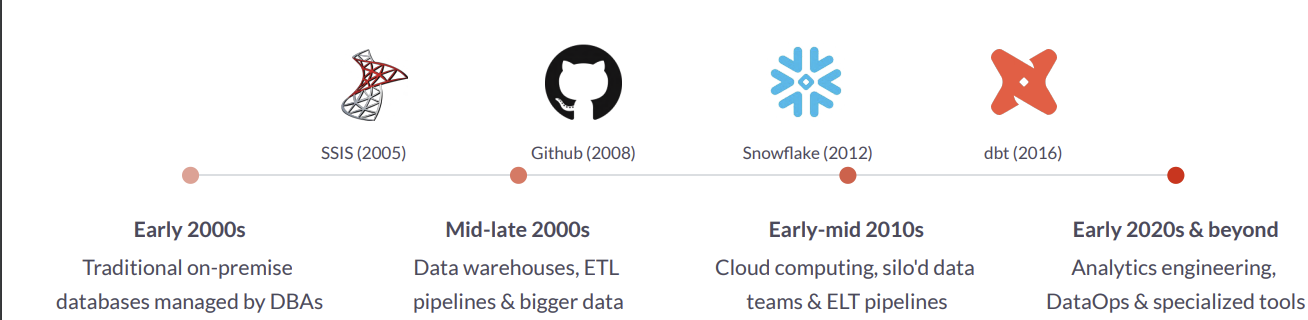 SSIS (2005)
Github (2008)
Snowflake (2012)
dbt (2016)
Early 2000s
Traditional on-premise
databases managed by DBAs
Mid-late 2000s
Data warehouses, ETL
pipelines & bigger data
Early-mid 2010s
Cloud computing, silo'd data
teams & ELT pipelines
Early 2020s & beyond
Analytics engineering,
DataOps & specialized tools